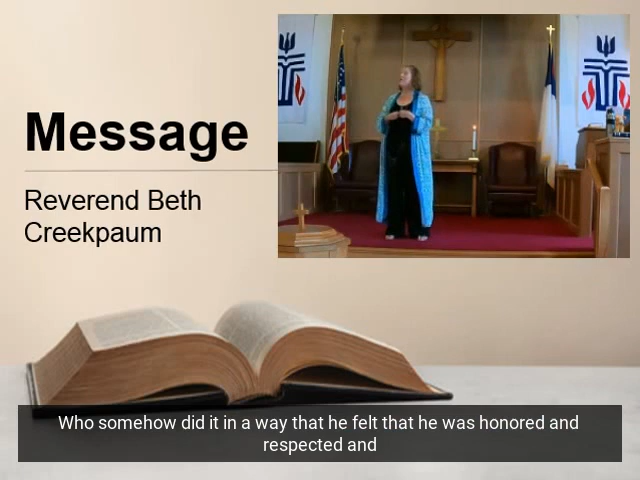 Message
Reverend Beth
Creekpaum
Who somehow did it in a way that he felt that he was honored and
respected and